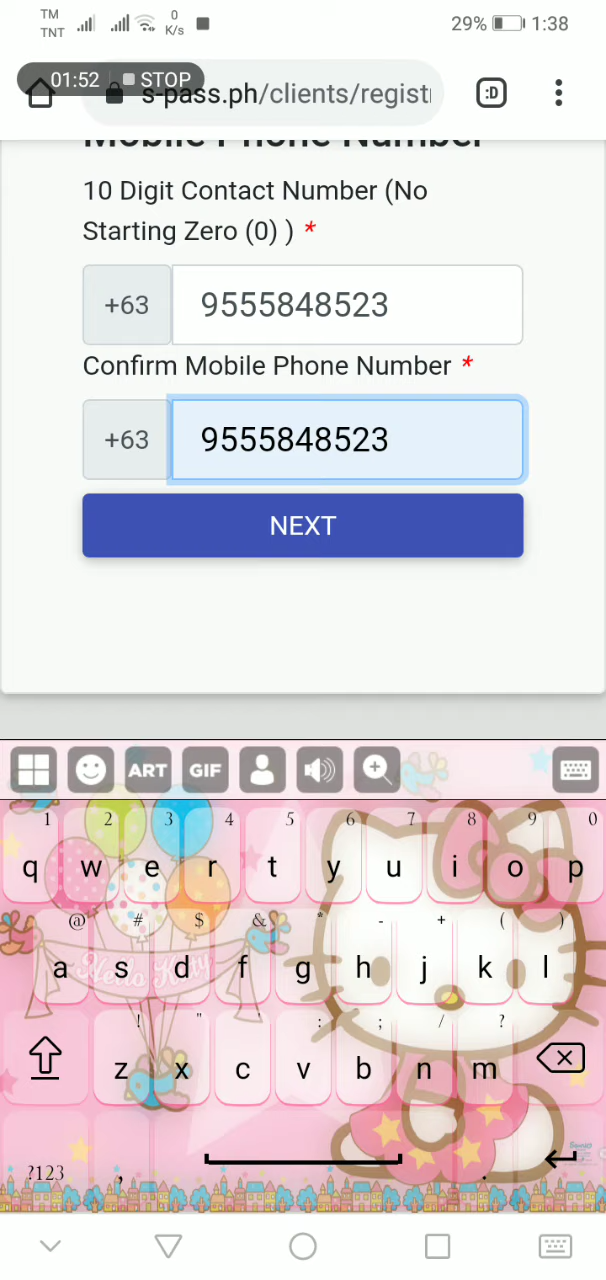 TM
TNT
0
K/s
29%
1:38
01:52
STOP
s-pass.ph/clients/regist
Mobile Phone Number
10 Digit Contact Number (No
Starting Zero (0) ) *
+63
9555848523
Confirm Mobile Phone Number *
+63
9555848523
NEXT
ART
GIF
1 2 3 4 5 6 7 8 9 0
q w e r t y u i o p
@ # $ & * - + ( )
a s d f g h j k l
Hello Kitty
! " ' : ; / ?
z x c v b n m
?123 , .